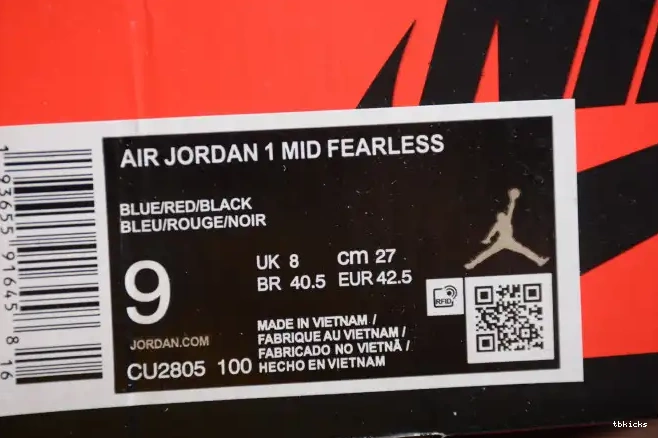 AIR JORDAN 1 MID FEARLESS
BLUE/RED/BLACK
BLEU/ROUGE/NOIR
9
UK 8 cm 27
BR 40.5 EUR 42.5
RFID
JORDAN.COM
CU2805 100
MADE IN VIETNAM /
FABRIQUE AU VIETNAM /
FABRICADO NO VIETNÃ /
HECHO EN VIETNAM
1 93655 91645 8 16
tbkicks